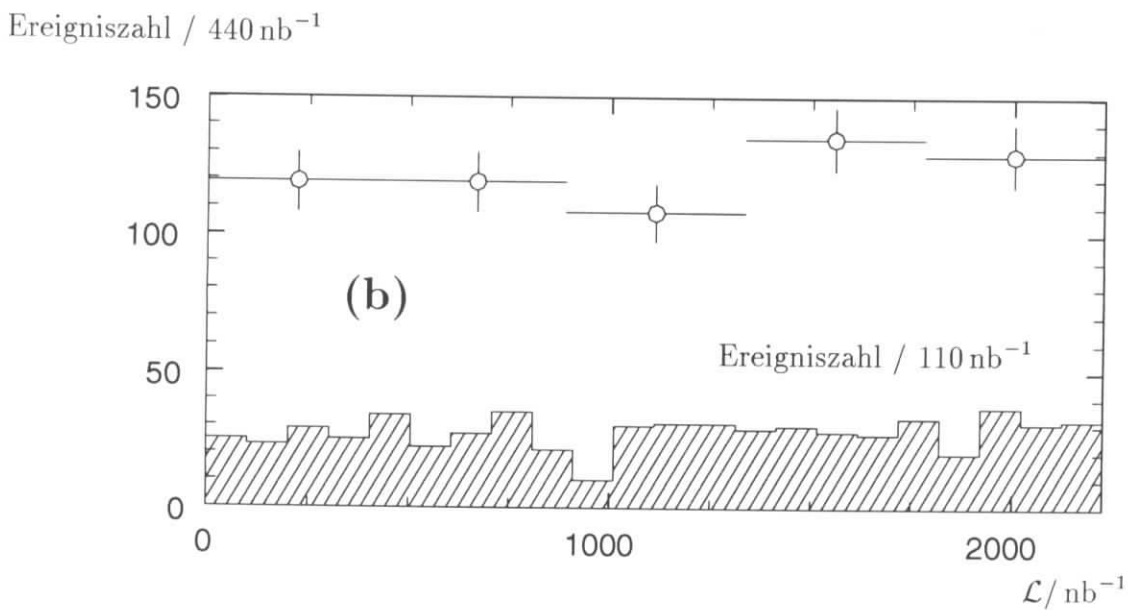 Ereigniszahl / 440 nb⁻¹
150
100
(b)
Ereigniszahl / 110 nb⁻¹
50
0
0 1000 2000
ℒ/ nb⁻¹